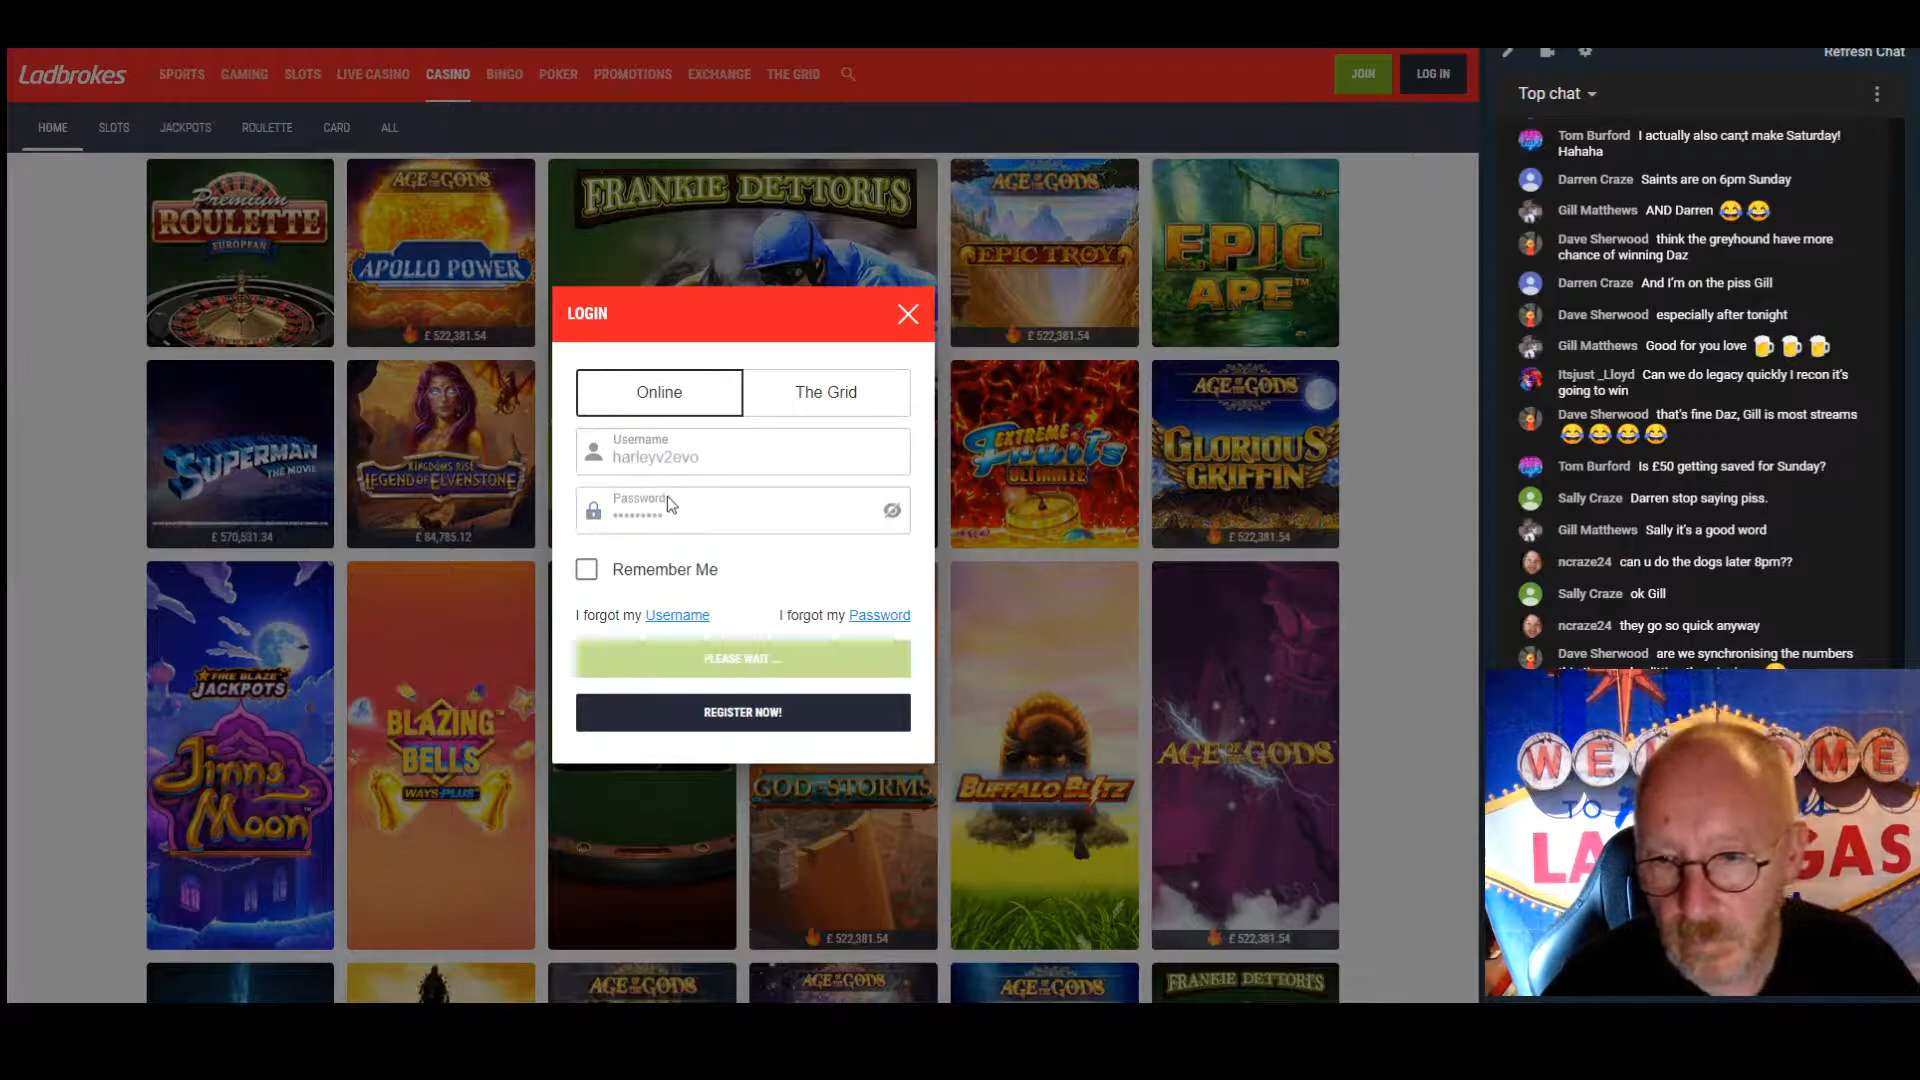 Ladbrokes
SPORTS GAMING SLOTS LIVE CASINO CASINO BINGO POKER PROMOTIONS EXCHANGE THE GRID
JOIN LOG IN
HOME SLOTS JACKPOTS ROULETTE CARD ALL
Premium
ROULETTE
EUROPEAN
AGE OF THE GODS
APOLLO POWER
£ 522,381.54
FRANKIE DETTORI'S
AGE OF THE GODS
EPIC TROY
£ 522,381.54
EPIC
APE™
SUPERMAN
THE MOVIE
£ 570,531.34
KINGDOMS RISE
LEGEND OF ELVENSTONE
£ 84,785.12
EXTREME
FRUITS
ULTIMATE
AGE OF THE GODS
GLORIOUS
GRIFFIN
£ 522,381.54
LOGIN
Online The Grid
Username
harleyv2evo
Password
•••••••••
Remember Me
I forgot my Username I forgot my Password
PLEASE WAIT ...
REGISTER NOW!
FIRE BLAZE™
JACKPOTS
Jinns
Moon
BLAZING™
BELLS
WAYS-PLUS™
GOD OF STORMS
£ 522,381.54
BUFFALO BLITZ
AGE OF THE GODS™
£ 522,381.54
AGE OF THE GODS
AGE OF THE GODS
AGE OF THE GODS
FRANKIE DETTORI'S
Refresh Chat
Top chat
Tom Burford I actually also can;t make Saturday!
Hahaha
Darren Craze Saints are on 6pm Sunday
Gill Matthews AND Darren 😂 😂
Dave Sherwood think the greyhound have more
chance of winning Daz
Darren Craze And I'm on the piss Gill
Dave Sherwood especially after tonight
Gill Matthews Good for you love 🍺 🍺 🍺
Itsjust _Lloyd Can we do legacy quickly I recon it's
going to win
Dave Sherwood that's fine Daz, Gill is most streams
😂 😂 😂 😂
Tom Burford Is £50 getting saved for Sunday?
Sally Craze Darren stop saying piss.
Gill Matthews Sally it's a good word
ncraze24 can u do the dogs later 8pm??
Sally Craze ok Gill
ncraze24 they go so quick anyway
Dave Sherwood are we synchronising the numbers
WE
OME
TO
LA
GAS